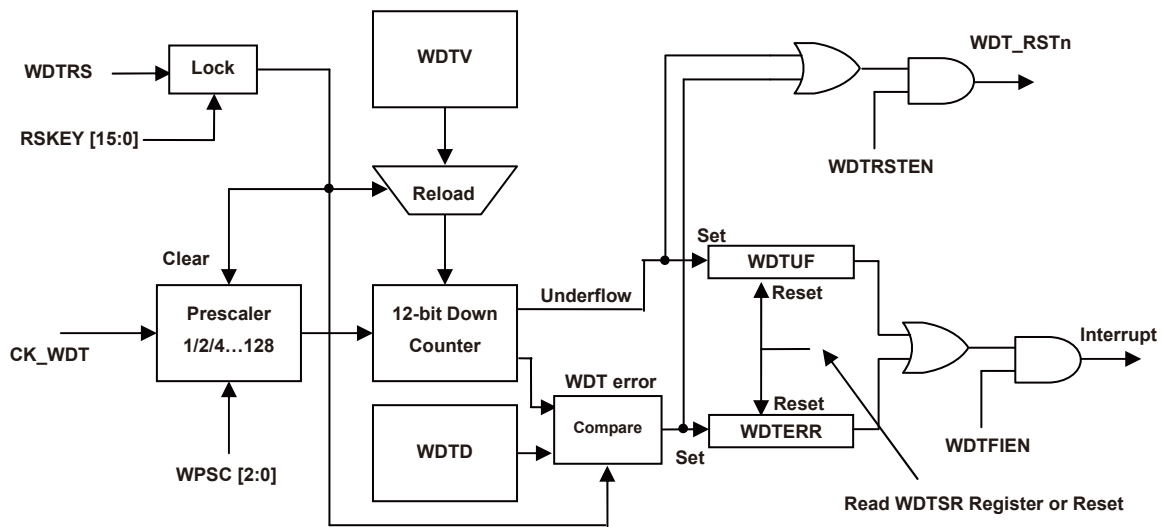 WDTV
WDT_RSTn
WDTRS
Lock
RSKEY [15:0]
WDTRSTEN
Reload
Set
Clear
WDTUF
Underflow
Reset
Prescaler
1/2/4…128
12-bit Down
Counter
Interrupt
CK_WDT
WDT error
Reset
Compare
WDTERR
WDTD
Set
WDTFIEN
WPSC [2:0]
Read WDTSR Register or Reset